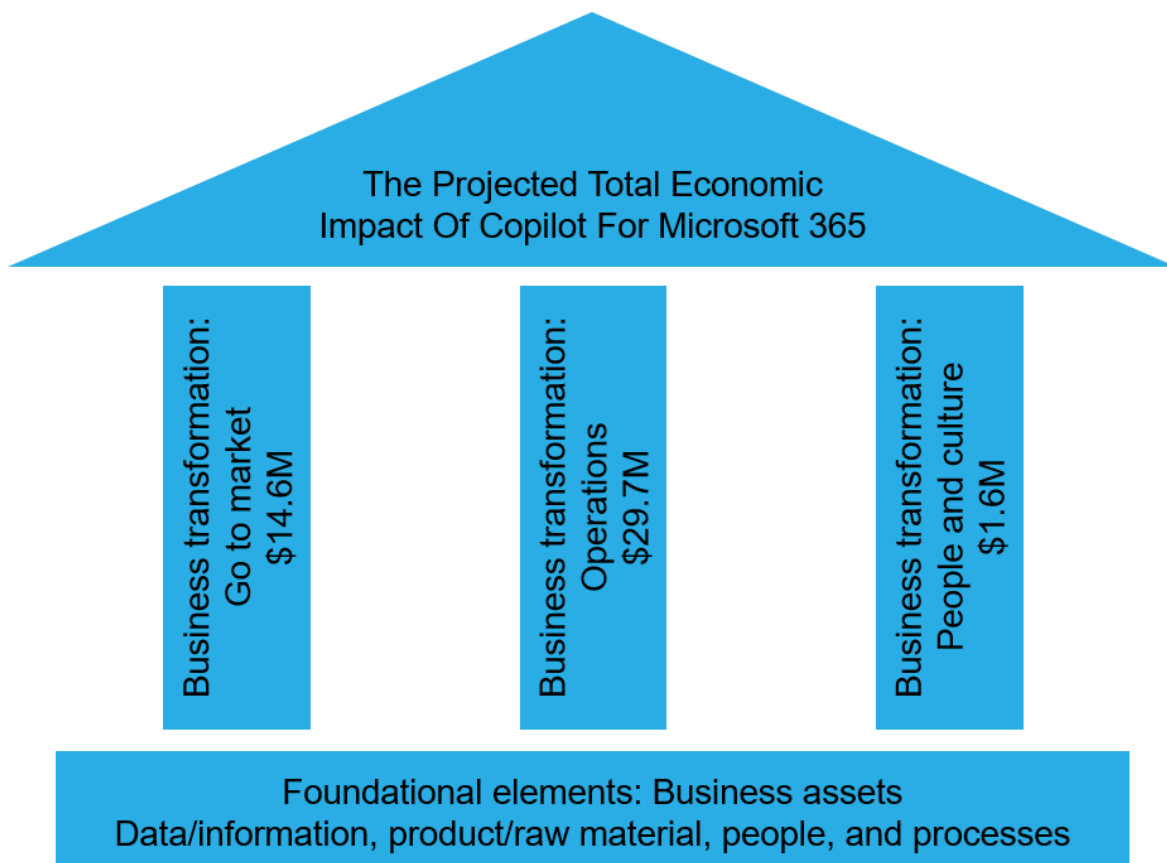 The Projected Total Economic
Impact Of Copilot For Microsoft 365
Business transformation:
Go to market
$14.6M
Business transformation:
Operations
$29.7M
Business transformation:
People and culture
$1.6M
Foundational elements: Business assets
Data/information, product/raw material, people, and processes